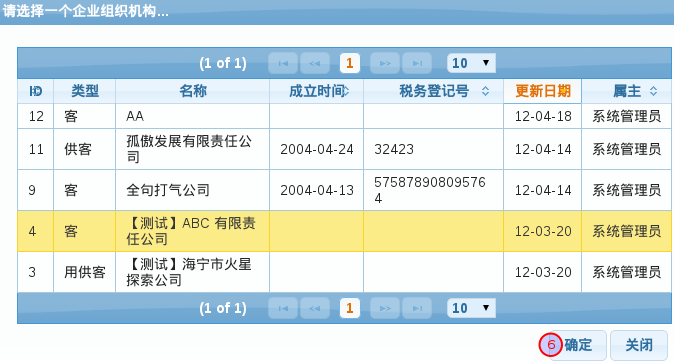 请选择一个企业组织机构...
(1 of 1) 1 10
ID 类型 名称 成立时间 税务登记号 更新日期 属主
12 客 AA 12-04-18 系统管理员
11 供客 孤傲发展有限责任公司 2004-04-24 32423 12-04-14 系统管理员
9 客 全句打气公司 2004-04-13 575878908095764 12-04-14 系统管理员
4 客 【测试】ABC 有限责任公司 12-03-20 系统管理员
3 用供客 【测试】海宁市火星探索公司 12-03-20 系统管理员
(1 of 1) 1 10
6 确定 关闭